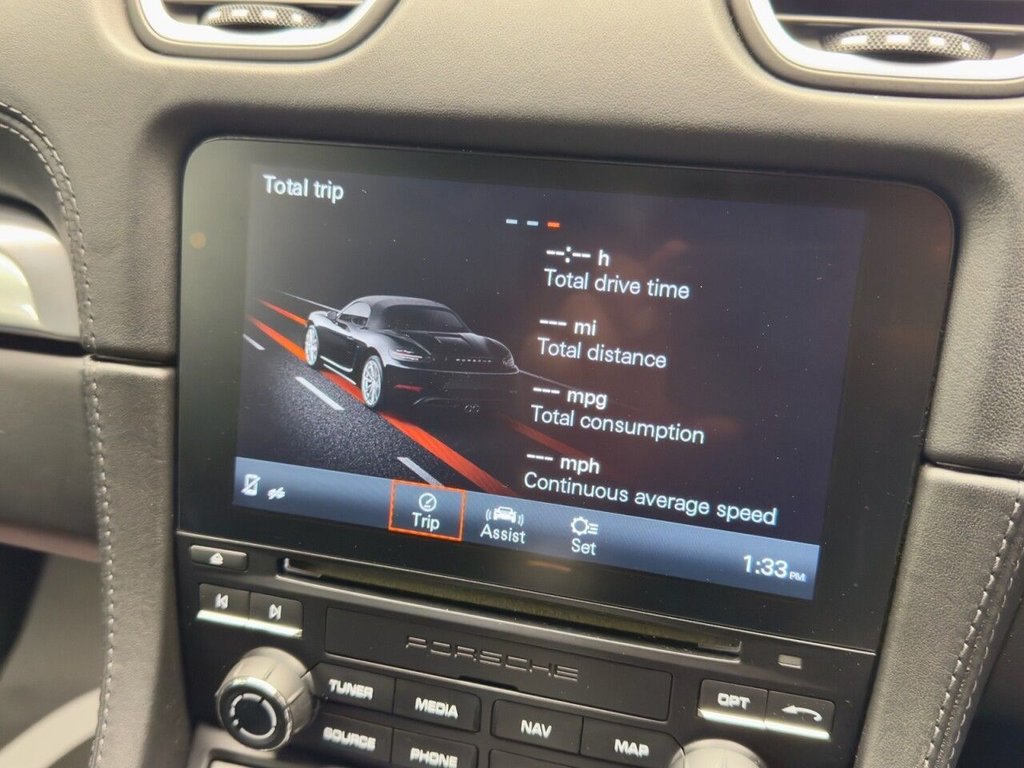 Total trip
--:-- h
Total drive time
--- mi
Total distance
--- mpg
Total consumption
--- mph
Continuous average speed
Trip
Assist
Set
1:33 PM
PORSCHE
TUNER
MEDIA
NAV
MAP
OPT
SOURCE
PHONE